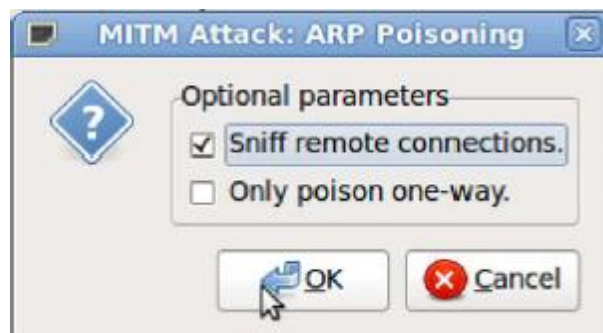 MITM Attack: ARP Poisoning
Optional parameters
Sniff remote connections.
Only poison one-way.
OK
Cancel